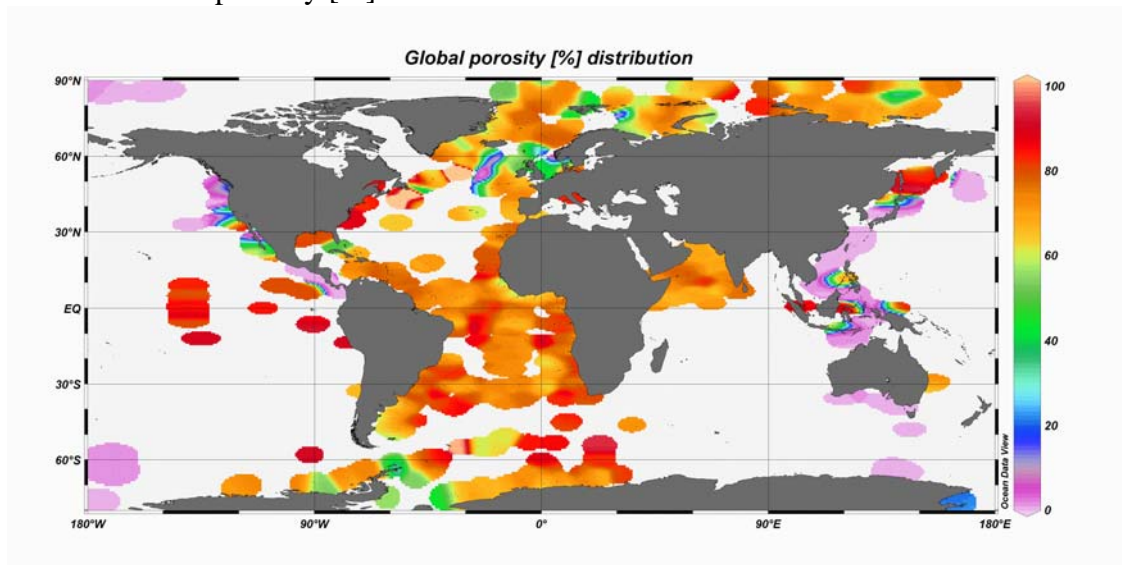 Global porosity [%] distribution
90°N
60°N
30°N
EQ
30°S
60°S
180°W
90°W
0°
90°E
180°E
100
80
60
40
20
0
Ocean Data View